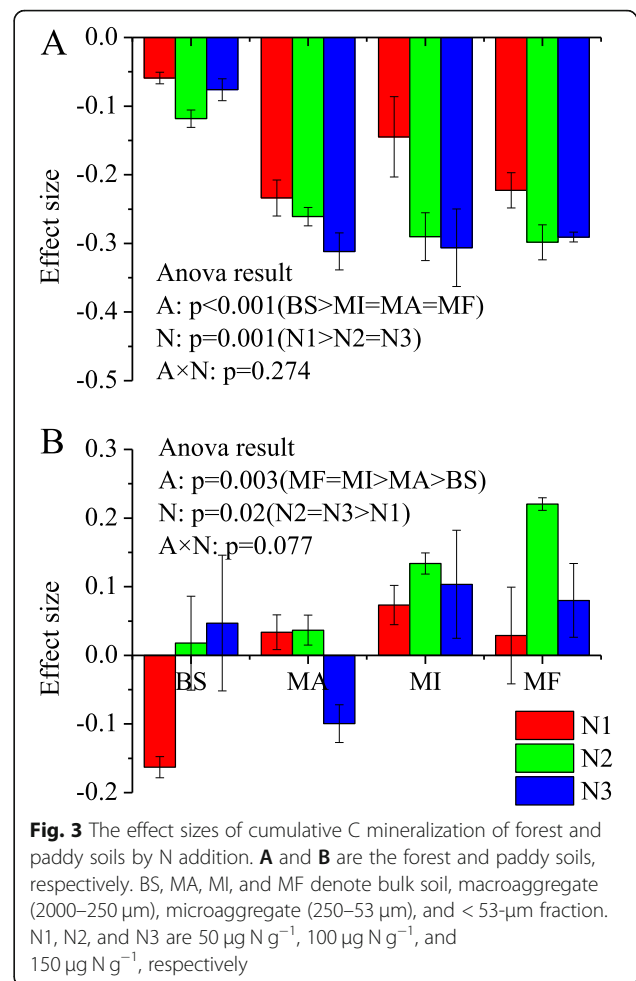 A
0.0
-0.1
-0.2
-0.3
-0.4
-0.5
Effect size
Anova result
A: p<0.001(BS>MI=MA=MF)
N: p=0.001(N1>N2=N3)
A×N: p=0.274
B
0.3
0.2
0.1
0.0
-0.1
-0.2
Effect size
Anova result
A: p=0.003(MF=MI>MA>BS)
N: p=0.02(N2=N3>N1)
A×N: p=0.077
BS MA MI MF
N1
N2
N3
Fig. 3 The effect sizes of cumulative C mineralization of forest and
paddy soils by N addition. A and B are the forest and paddy soils,
respectively. BS, MA, MI, and MF denote bulk soil, macroaggregate
(2000–250 μm), microaggregate (250–53 μm), and < 53-μm fraction.
N1, N2, and N3 are 50 μg N g⁻¹, 100 μg N g⁻¹, and
150 μg N g⁻¹, respectively